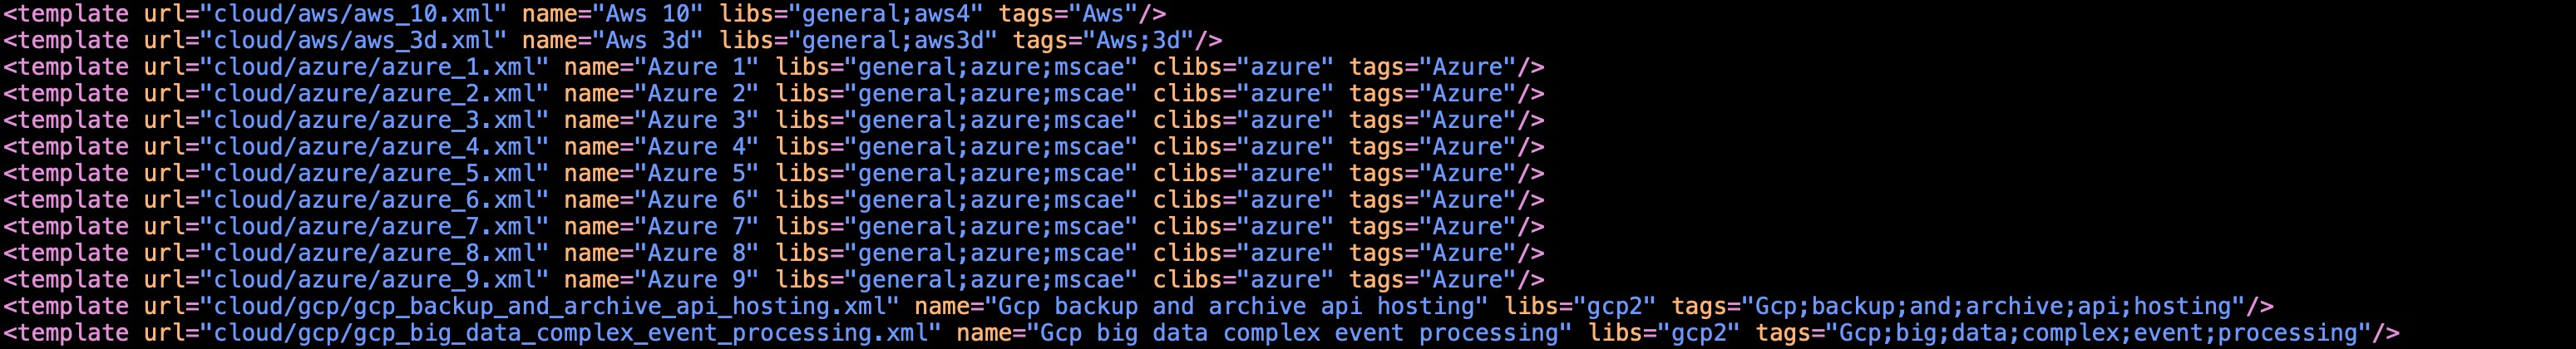 <template url="cloud/aws/aws_10.xml" name="Aws 10" libs="general;aws4" tags="Aws"/>
<template url="cloud/aws/aws_3d.xml" name="Aws 3d" libs="general;aws3d" tags="Aws;3d"/>
<template url="cloud/azure/azure_1.xml" name="Azure 1" libs="general;azure;mscae" clibs="azure" tags="Azure"/>
<template url="cloud/azure/azure_2.xml" name="Azure 2" libs="general;azure;mscae" clibs="azure" tags="Azure"/>
<template url="cloud/azure/azure_3.xml" name="Azure 3" libs="general;azure;mscae" clibs="azure" tags="Azure"/>
<template url="cloud/azure/azure_4.xml" name="Azure 4" libs="general;azure;mscae" clibs="azure" tags="Azure"/>
<template url="cloud/azure/azure_5.xml" name="Azure 5" libs="general;azure;mscae" clibs="azure" tags="Azure"/>
<template url="cloud/azure/azure_6.xml" name="Azure 6" libs="general;azure;mscae" clibs="azure" tags="Azure"/>
<template url="cloud/azure/azure_7.xml" name="Azure 7" libs="general;azure;mscae" clibs="azure" tags="Azure"/>
<template url="cloud/azure/azure_8.xml" name="Azure 8" libs="general;azure;mscae" clibs="azure" tags="Azure"/>
<template url="cloud/azure/azure_9.xml" name="Azure 9" libs="general;azure;mscae" clibs="azure" tags="Azure"/>
<template url="cloud/gcp/gcp_backup_and_archive_api_hosting.xml" name="Gcp backup and archive api hosting" libs="gcp2" tags="Gcp;backup;and;archive;api;hosting"/>
<template url="cloud/gcp/gcp_big_data_complex_event_processing.xml" name="Gcp big data complex event processing" libs="gcp2" tags="Gcp;big;data;complex;event;processing"/>